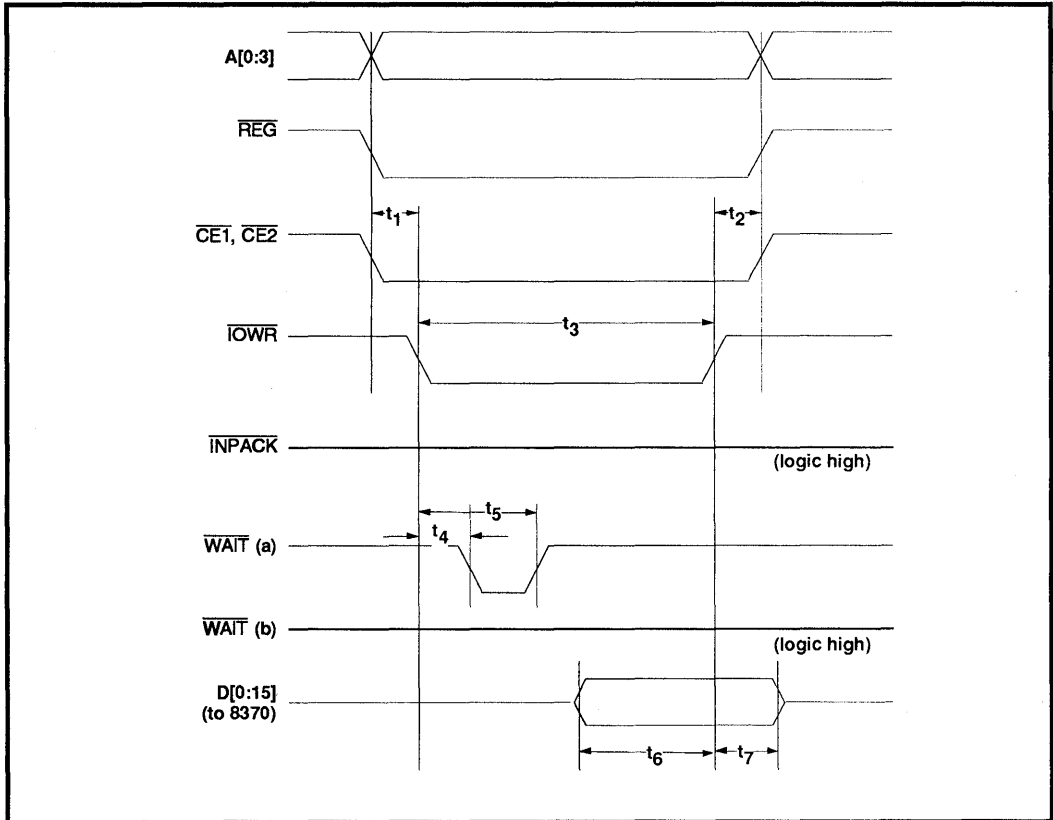 A[0:3]
REG
t1
t2
CE1, CE2
t3
IOWR
INPACK
(logic high)
t5
t4
WAIT (a)
WAIT (b)
(logic high)
D[0:15]
(to 8370)
t6
t7